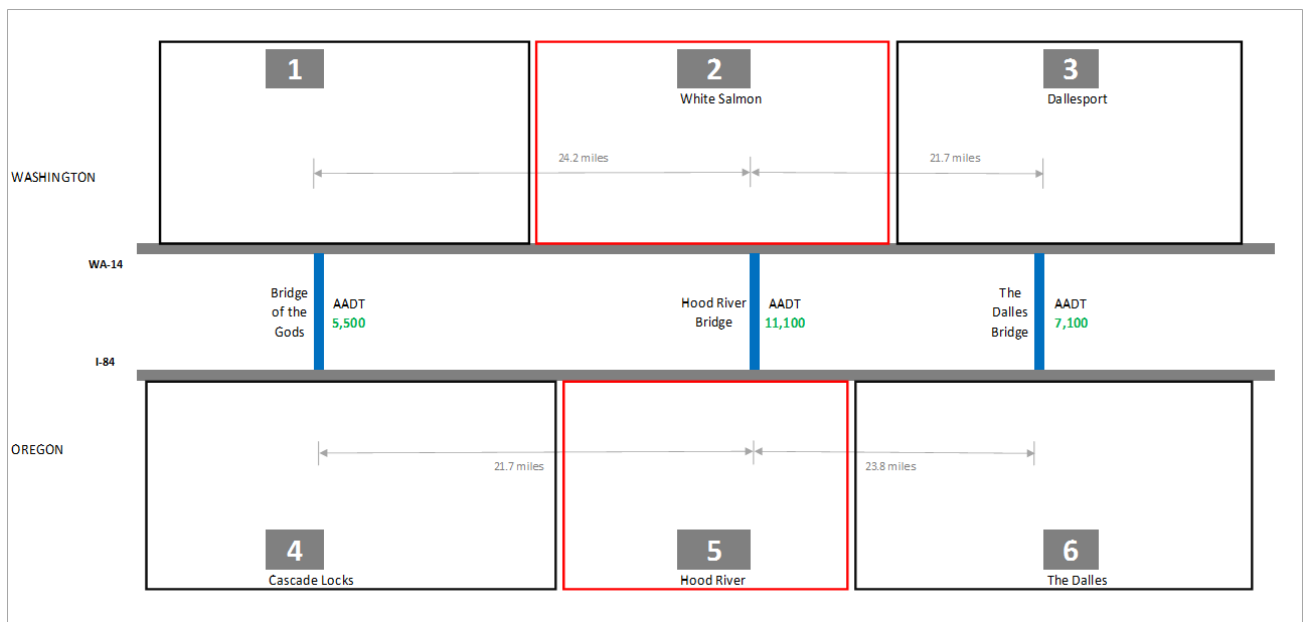 1
2
3
White Salmon
Dallesport
24.2 miles
21.7 miles
WASHINGTON
WA-14
Bridge
of the
Gods
AADT
5,500
Hood River
Bridge
AADT
11,100
The
Dalles
Bridge
AADT
7,100
I-84
OREGON
21.7 miles
23.8 miles
4
5
6
Cascade Locks
Hood River
The Dalles